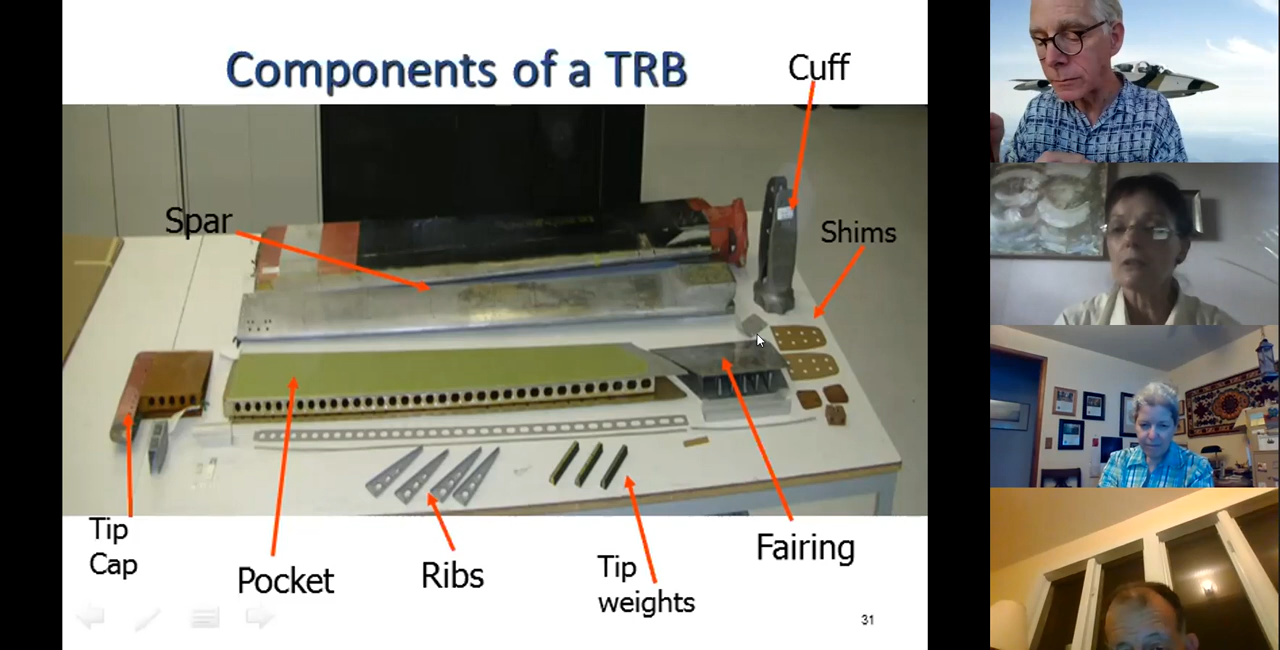 Components of a TRB
Cuff
Spar
Shims
Tip
Cap
Pocket
Ribs
Tip
weights
Fairing
31